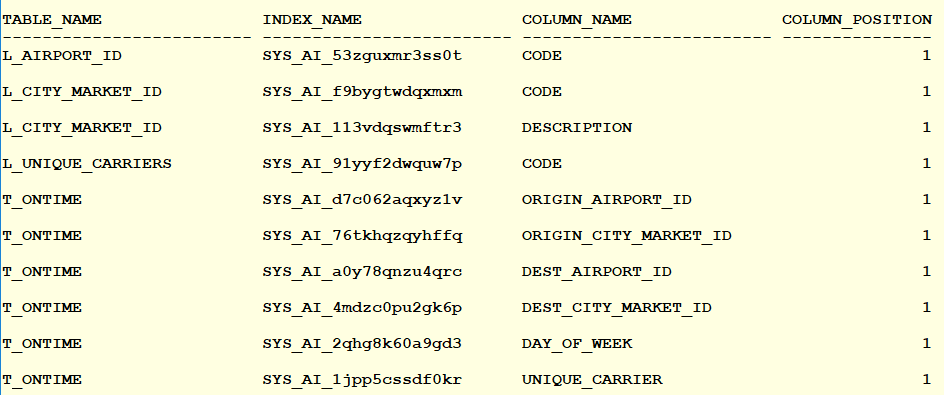 TABLE_NAME INDEX_NAME COLUMN_NAME COLUMN_POSITION
------------------------- ------------------------- ------------------------- ---------------
L_AIRPORT_ID SYS_AI_53zguxmr3ss0t CODE 1
L_CITY_MARKET_ID SYS_AI_f9bygtwdqxmxm CODE 1
L_CITY_MARKET_ID SYS_AI_113vdqswmftr3 DESCRIPTION 1
L_UNIQUE_CARRIERS SYS_AI_91yyf2dwquw7p CODE 1
T_ONTIME SYS_AI_d7c062aqxyz1v ORIGIN_AIRPORT_ID 1
T_ONTIME SYS_AI_76tkhqzqyhffq ORIGIN_CITY_MARKET_ID 1
T_ONTIME SYS_AI_a0y78qnzu4qrc DEST_AIRPORT_ID 1
T_ONTIME SYS_AI_4mdzc0pu2gk6p DEST_CITY_MARKET_ID 1
T_ONTIME SYS_AI_2qhg8k60a9gd3 DAY_OF_WEEK 1
T_ONTIME SYS_AI_1jpp5cssdf0kr UNIQUE_CARRIER 1